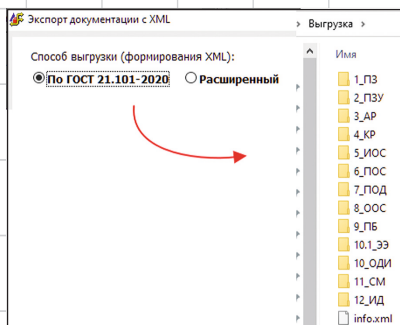 Экспорт документации с XML
Способ выгрузки (формирования XML):
По ГОСТ 21.101-2020
Расширенный
Выгрузка
Имя
1_ПЗ
2_ПЗУ
3_АР
4_КР
5_ИОС
6_ПОС
7_ПОД
8_ООС
9_ПБ
10.1_ЭЭ
10_ОДИ
11_СМ
12_ИД
info.xml